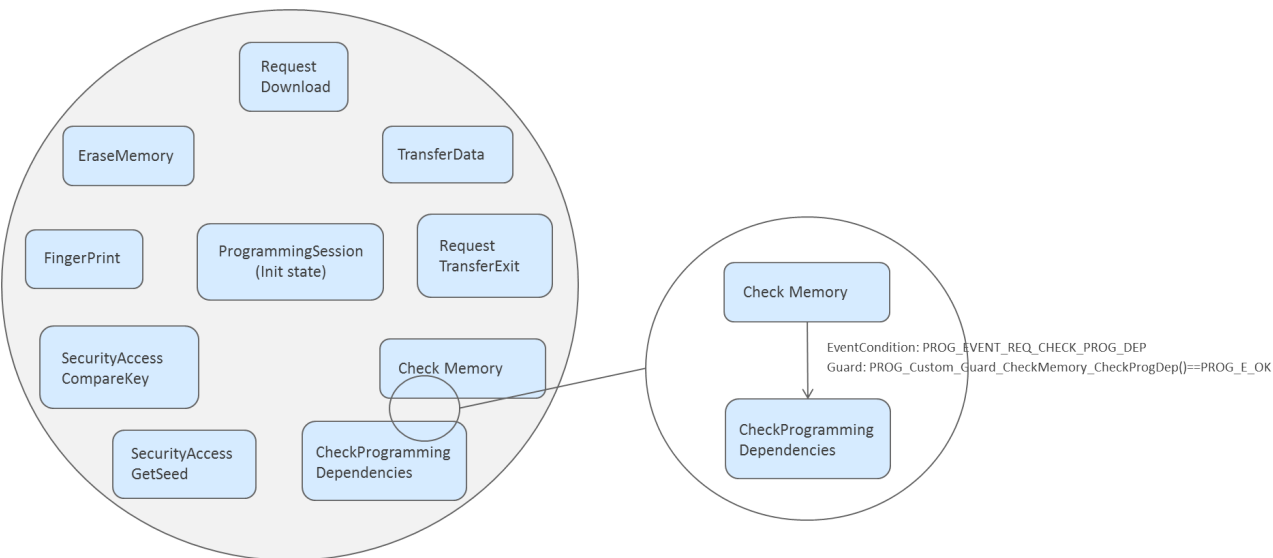 Request
Download
EraseMemory
TransferData
FingerPrint
ProgrammingSession
(Init state)
Request
TransferExit
SecurityAccess
CompareKey
Check Memory
SecurityAccess
GetSeed
CheckProgramming
Dependencies
Check Memory
EventCondition: PROG_EVENT_REQ_CHECK_PROG_DEP
Guard: PROG_Custom_Guard_CheckMemory_CheckProgDep()==PROG_E_OK
CheckProgramming
Dependencies